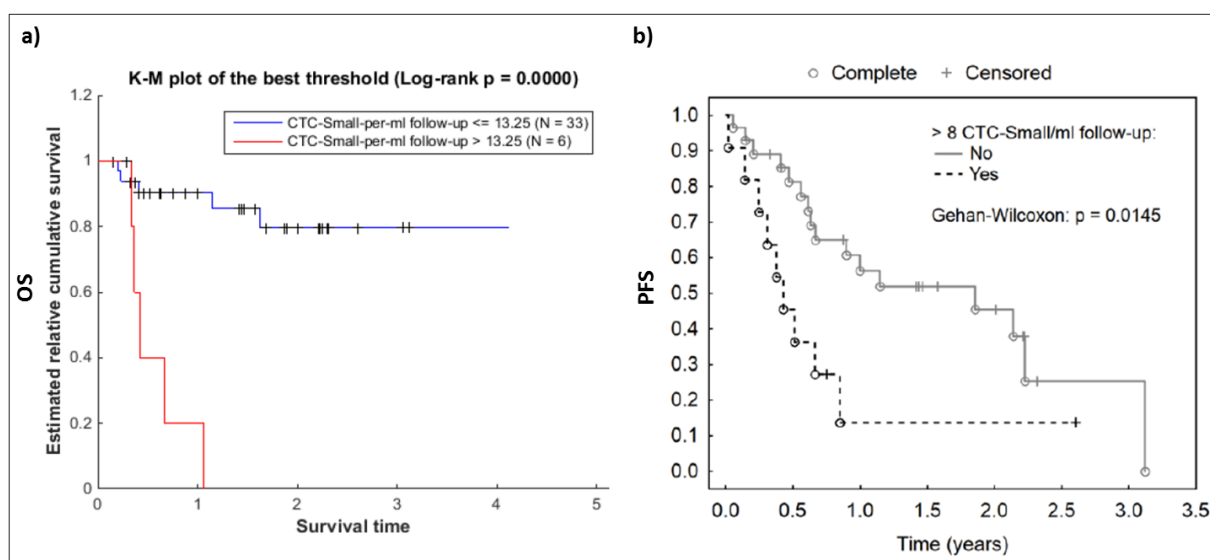 a)
K-M plot of the best threshold (Log-rank p = 0.0000)
1.2
1
0.8
0.6
0.4
0.2
0
CTC-Small-per-ml follow-up <= 13.25 (N = 33)
CTC-Small-per-ml follow-up > 13.25 (N = 6)
OS
Estimated relative cumulative survival
0 1 2 3 4 5
Survival time
b)
Complete Censored
1.0
0.9
0.8
0.7
0.6
0.5
0.4
0.3
0.2
0.1
0.0
> 8 CTC-Small/ml follow-up:
No
Yes
Gehan-Wilcoxon: p = 0.0145
PFS
0.0 0.5 1.0 1.5 2.0 2.5 3.0 3.5
Time (years)